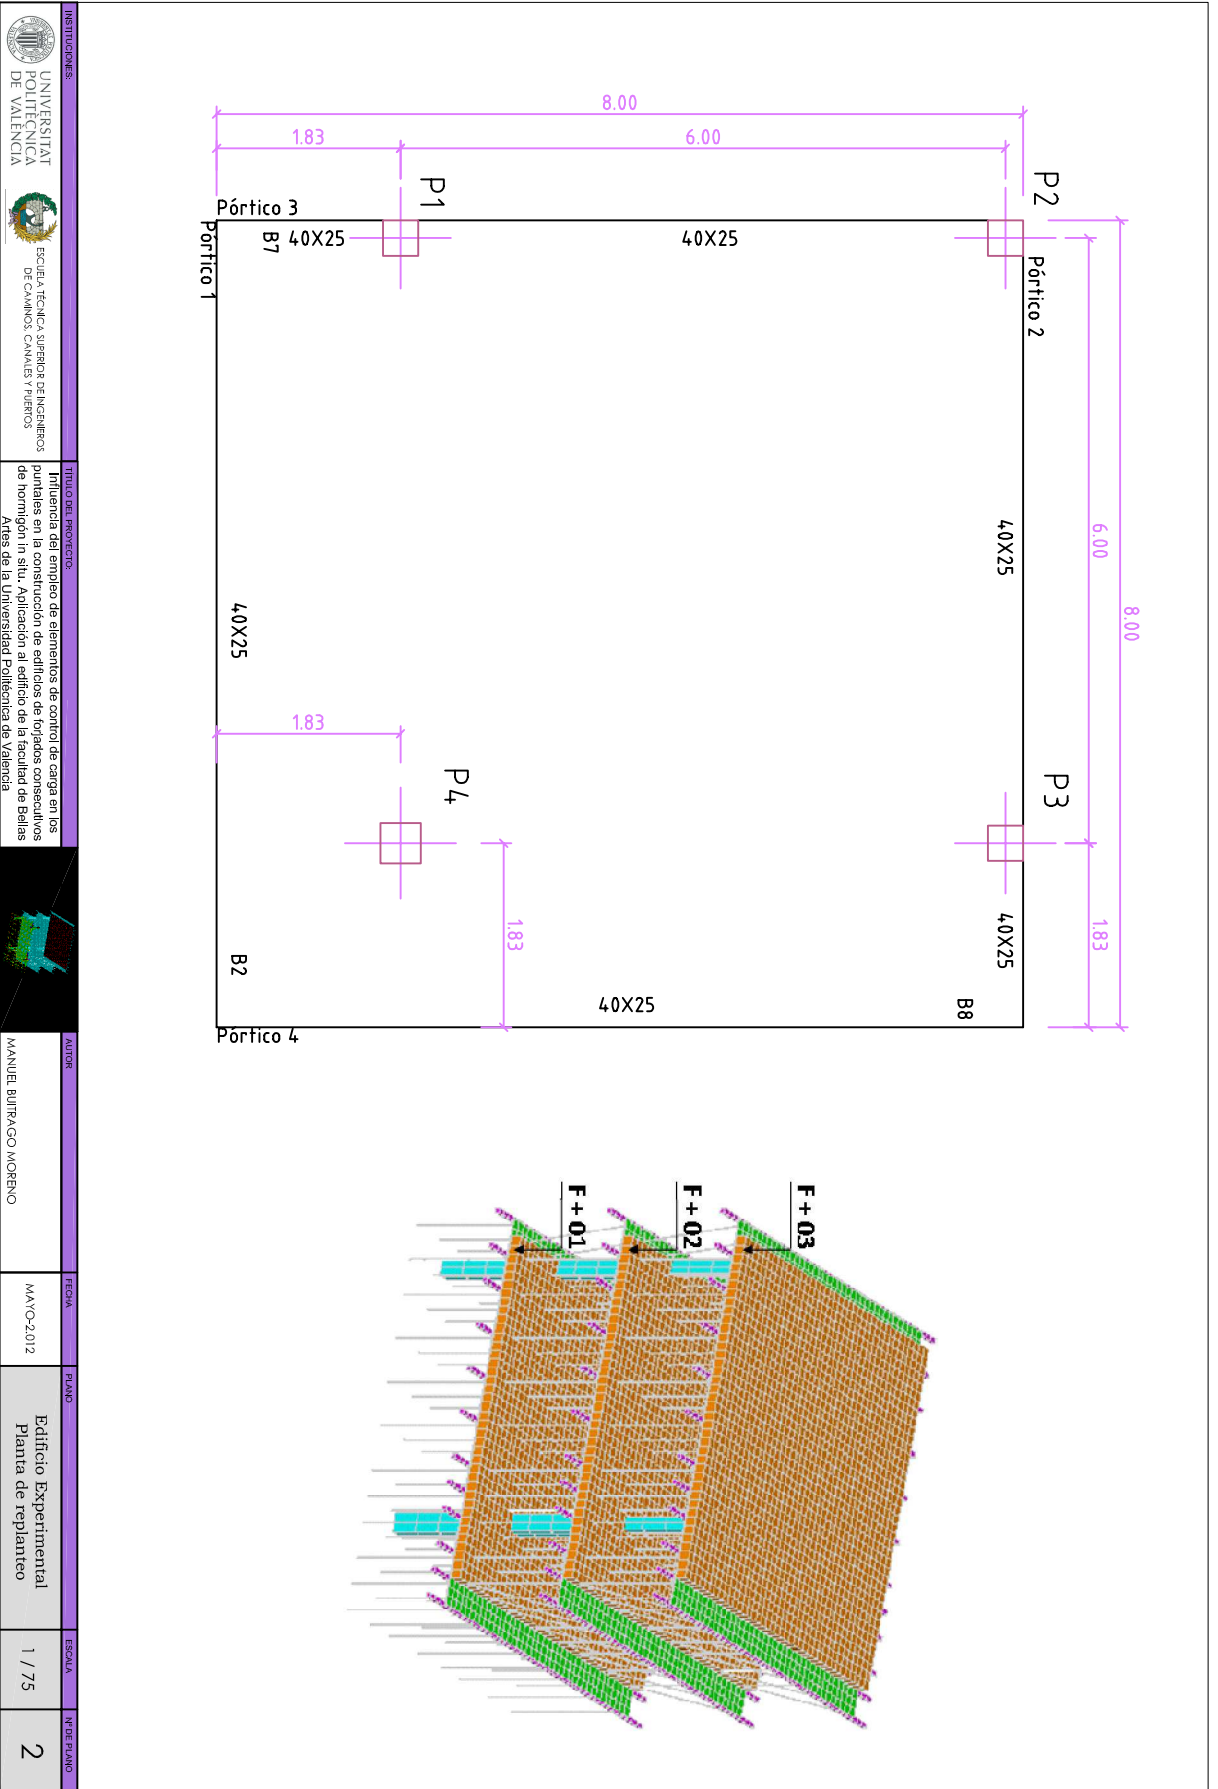 8.00
1.83
6.00
P1
P2
Pórtico 3
Pórtico 1
B7
40X25
40X25
Pórtico 2
40X25
6.00
8.00
40X25
1.83
P4
P3
1.83
40X25
1.83
B2
40X25
B8
Pórtico 4
F+03
F+02
F+01
INSTITUCIONES:
UNIVERSITAT
POLITÈCNICA
DE VALÈNCIA
ESCUELA TÉCNICA SUPERIOR DE INGENIEROS
DE CAMINOS, CANALES Y PUERTOS
TÍTULO DEL PROYECTO:
Influencia del empleo de elementos de control de carga en los
puntales en la construcción de edificios de forjados consecutivos
de hormigón in situ. Aplicación al edificio de la facultad de Bellas
Artes de la Universidad Politécnica de Valencia
AUTOR
MANUEL BUITRAGO MORENO
FECHA
MAYO-2.012
PLANO
Edificio Experimental
Planta de replanteo
ESCALA
1 / 75
Nº DE PLANO
2